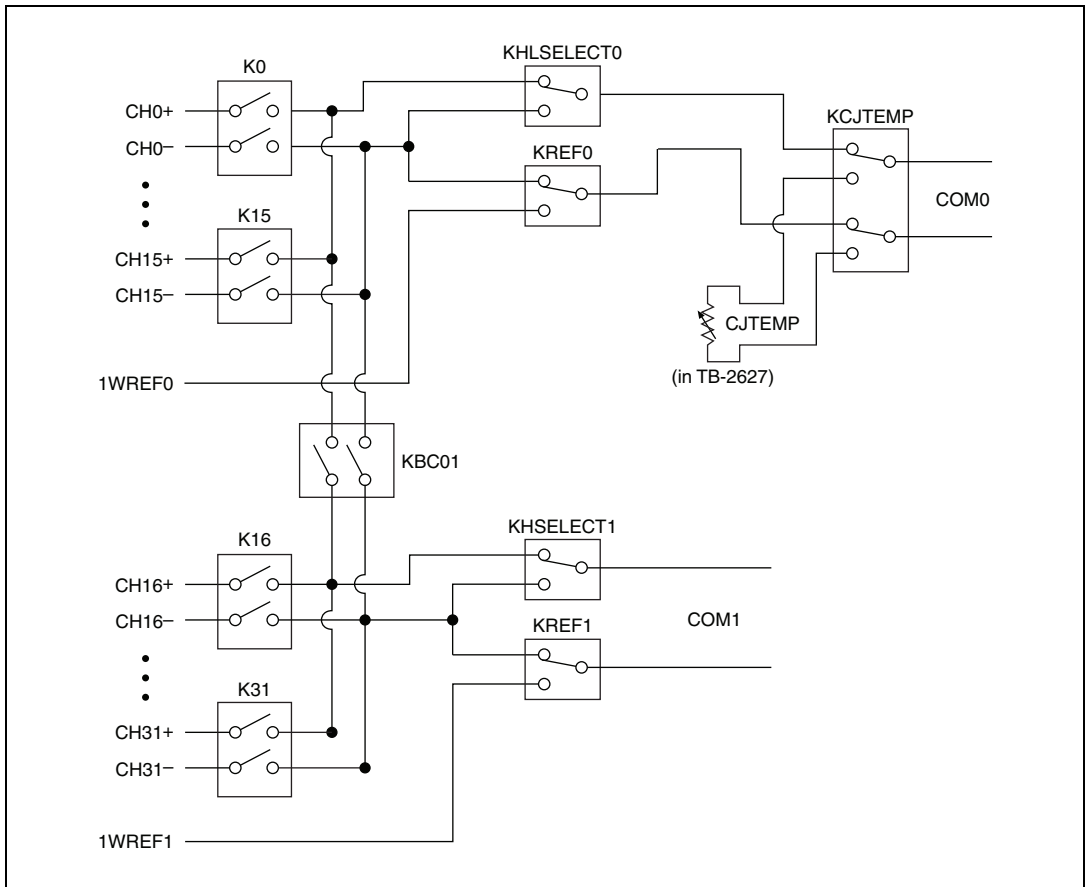 K0
KHLSELECT0
CH0+
CH0–
KCJTEMP
KREF0
COM0
K15
CH15+
CH15–
CJTEMP
(in TB-2627)
1WREF0
KBC01
K16
KHSELECT1
CH16+
CH16–
COM1
KREF1
K31
CH31+
CH31–
1WREF1